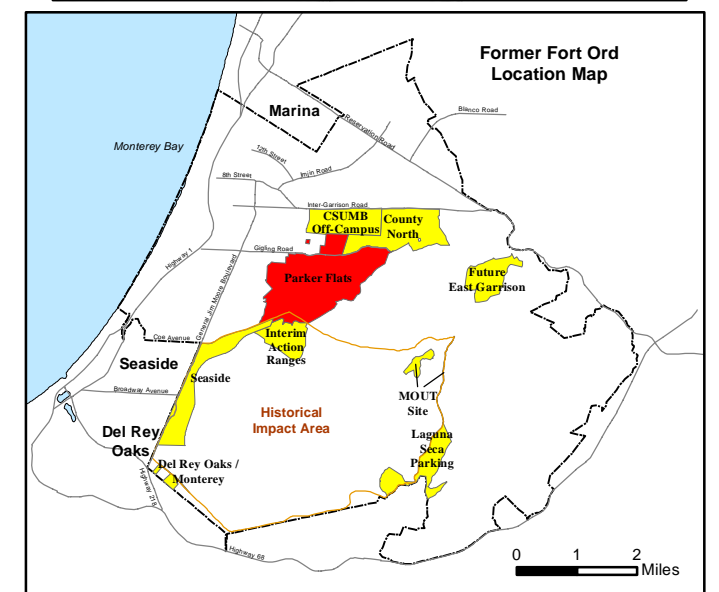 Former Fort Ord
Location Map
Marina
Blanco Road
Reservation Road
Monterey Bay
12th Street
Imjin Road
8th Street
Inter-Garrison Road
CSUMB
Off-Campus
County
North
Gigling Road
Highway 1
General Jim Moore Boulevard
Parker Flats
Future
East Garrison
Coe Avenue
Interim
Action
Ranges
Seaside
Seaside
Broadway Avenue
MOUT
Site
Historical
Impact Area
Del Rey
Oaks
Laguna
Seca
Parking
Del Rey Oaks /
Monterey
Highway 218
Highway 68
0 1 2
Miles